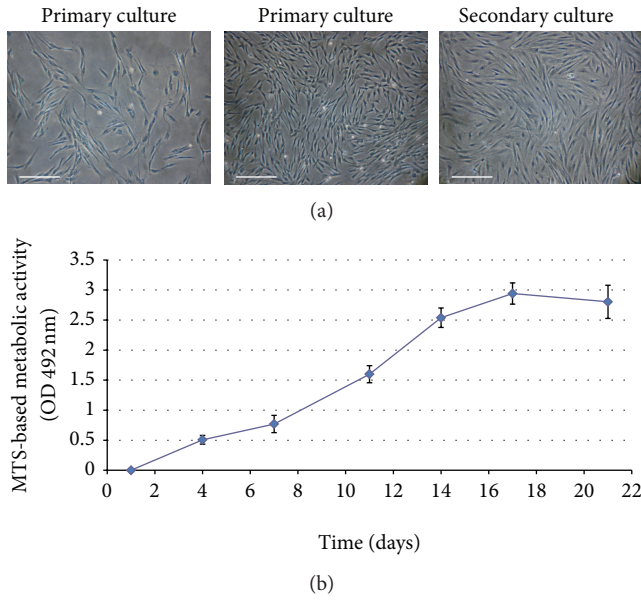 Primary culture
Primary culture
Secondary culture
(a)
MTS-based metabolic activity
(OD 492 nm)
3.5
3
2.5
2
1.5
1
0.5
0
0 2 4 6 8 10 12 14 16 18 20 22
Time (days)
(b)